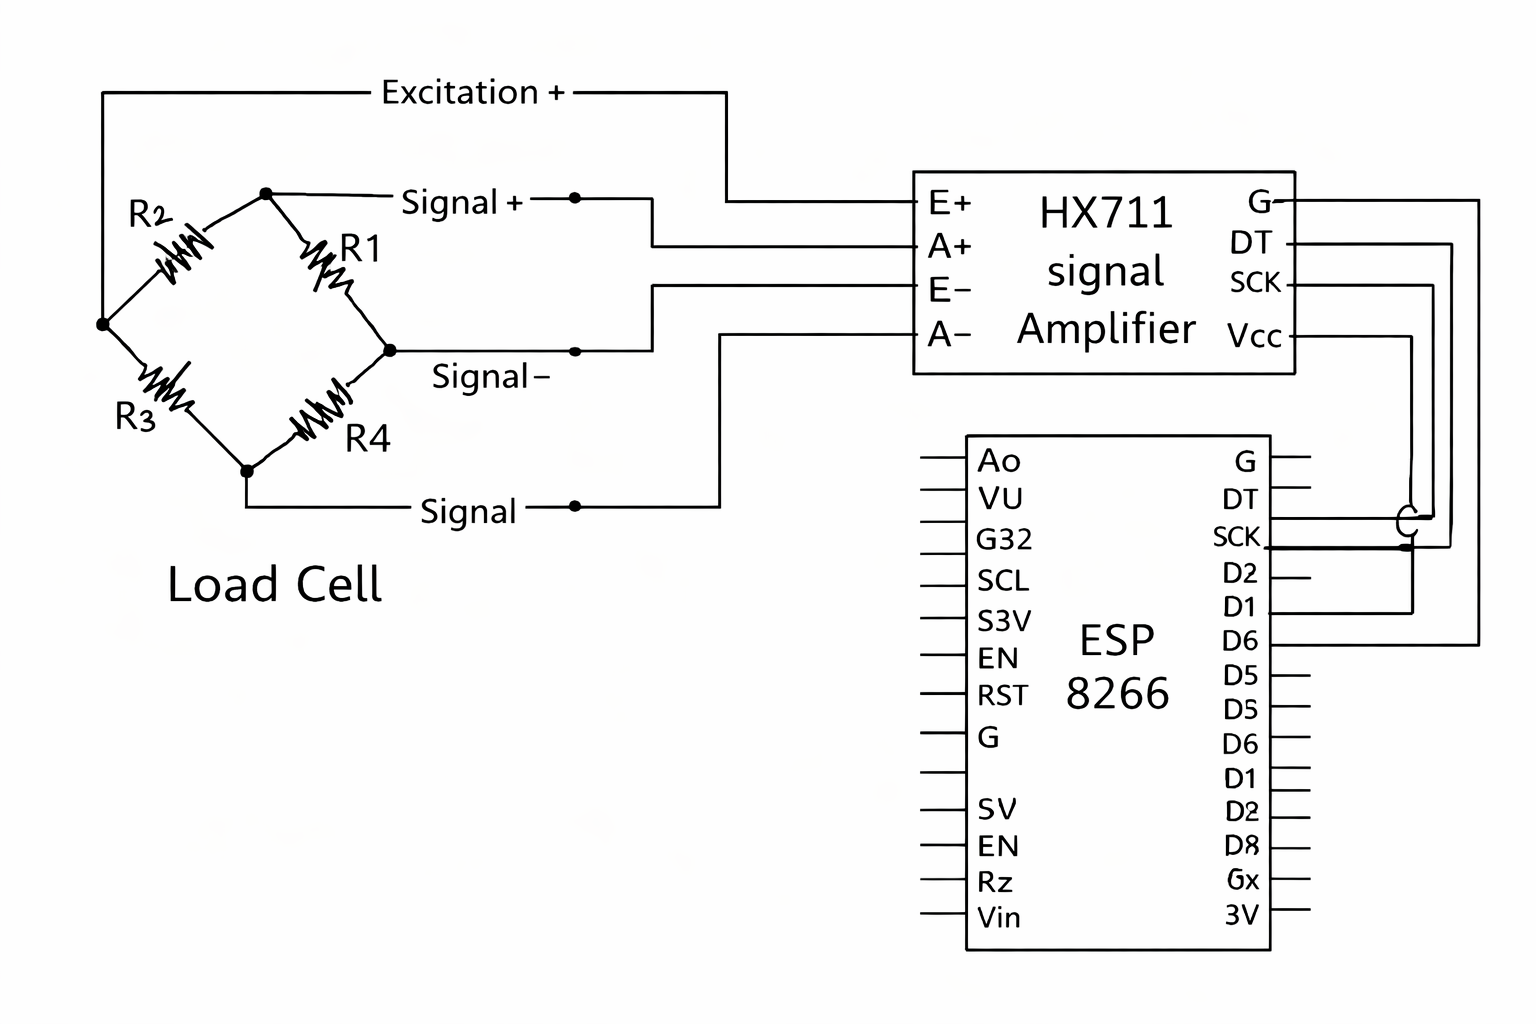 Excitation +
Signal +
Signal−
Signal
R2
R1
R3
R4
Load Cell
HX711
signal
Amplifier
E+
A+
E−
A−
G
DT
SCK
Vcc
ESP
8266
Ao
VU
G32
SCL
S3V
EN
RST
G
SV
EN
Rz
Vin
G
DT
SCK
D2
D1
D6
D5
D5
D6
D1
D2
D8
Gx
3V